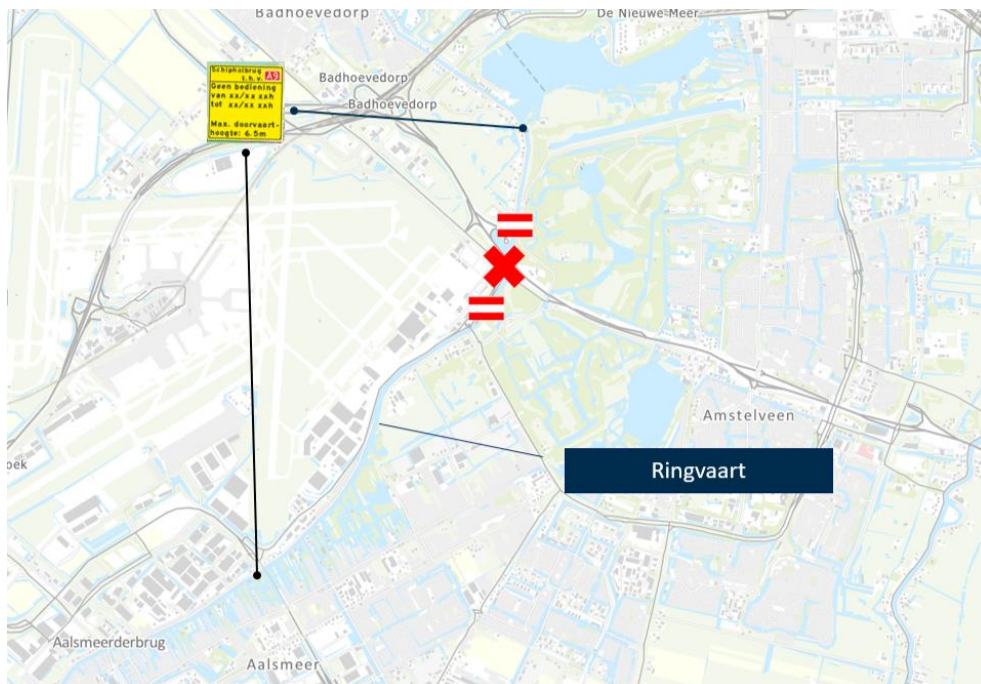 Badhoevedorp
De Nieuwe Meer
Schipholbrug
t.h.v. A9
Geen bediening
van xx/xx xxh
tot xx/xx xxh
Max. doorvaart-
hoogte: 6.5m
Badhoevedorp
Badhoevedorp
Amstelveen
oek
Ringvaart
Aalsmeerderbrug
Aalsmeer